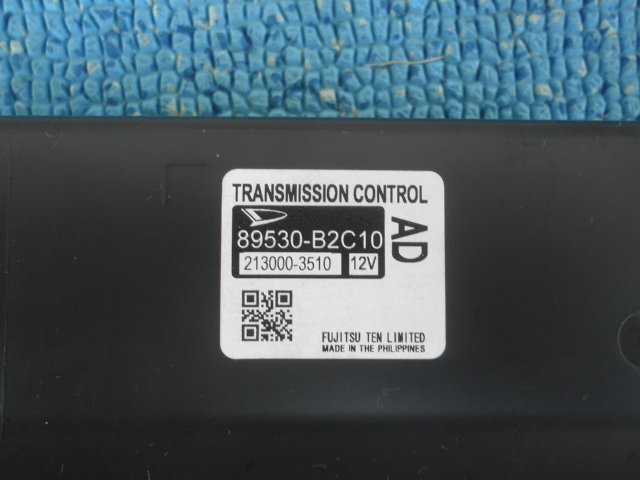 TRANSMISSION CONTROL
89530-B2C10
213000-3510 12V
AD
FUJITSU TEN LIMITED
MADE IN THE PHILIPPINES